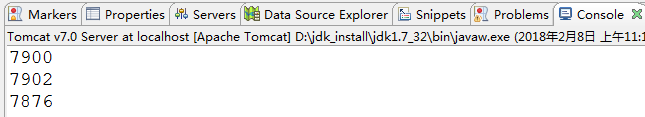 Markers Properties Servers Data Source Explorer Snippets Problems Console
Tomcat v7.0 Server at localhost [Apache Tomcat] D:\jdk_install\jdk1.7_32\bin\javaw.exe (2018年2月8日 上午11:1
7900
7902
7876